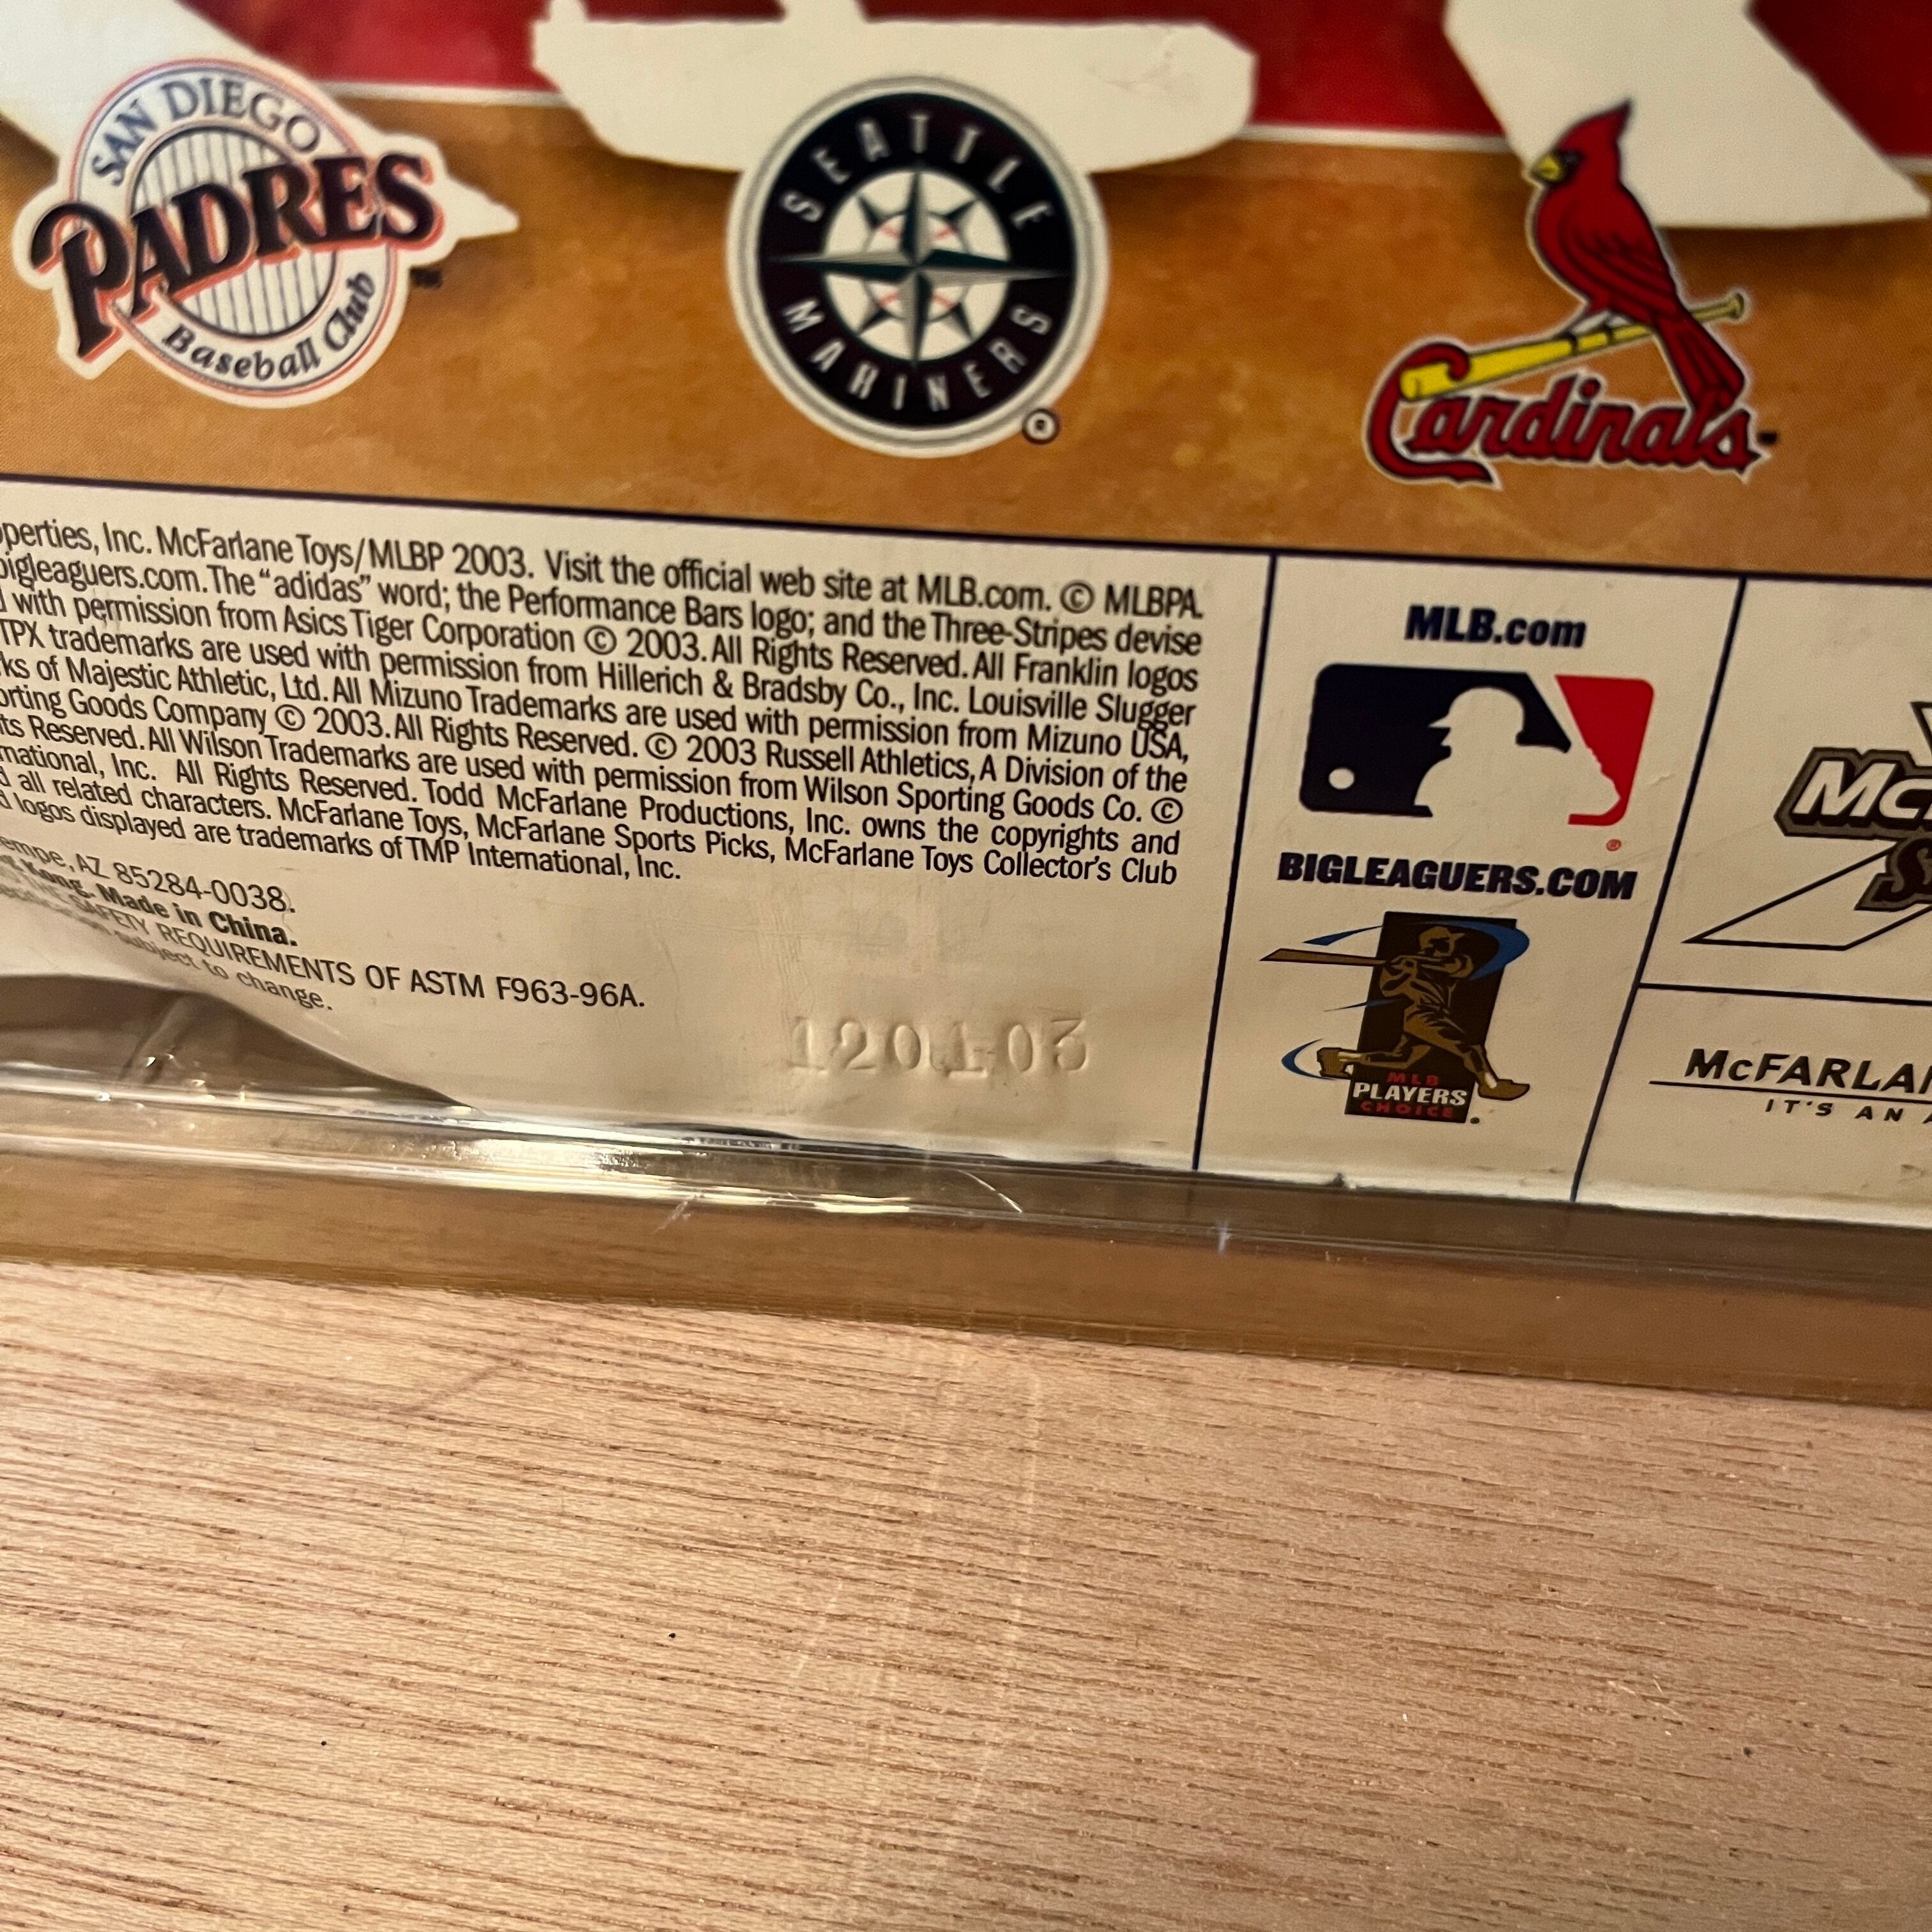 SAN DIEGO
PADRES
Baseball Club
TM
SEATTLE
MARINERS
®
Cardinals
perties, Inc. McFarlane Toys/MLBP 2003. Visit the official web site at MLB.com. © MLBPA.
bigleaguers.com. The “adidas” word; the Performance Bars logo; and the Three-Stripes devise
with permission from Asics Tiger Corporation © 2003. All Rights Reserved. All Franklin logos
TPX trademarks are used with permission from Hillerich & Bradsby Co., Inc. Louisville Slugger
ks of Majestic Athletic, Ltd. All Mizuno Trademarks are used with permission from Mizuno USA,
orting Goods Company © 2003. All Rights Reserved. © 2003 Russell Athletics, A Division of the
ts Reserved. All Wilson Trademarks are used with permission from Wilson Sporting Goods Co. ©
national, Inc. All Rights Reserved. Todd McFarlane Productions, Inc. owns the copyrights and
d all related characters. McFarlane Toys, McFarlane Sports Picks, McFarlane Toys Collector’s Club
d logos displayed are trademarks of TMP International, Inc.
empe, AZ 85284-0038.
Kong. Made in China.
THE SAFETY REQUIREMENTS OF ASTM F963-96A.
subject to change.
120103
MLB.com
®
BIGLEAGUERS.COM
MLB
PLAYERS
CHOICE
McF
S
McFARLAN
IT'S AN A